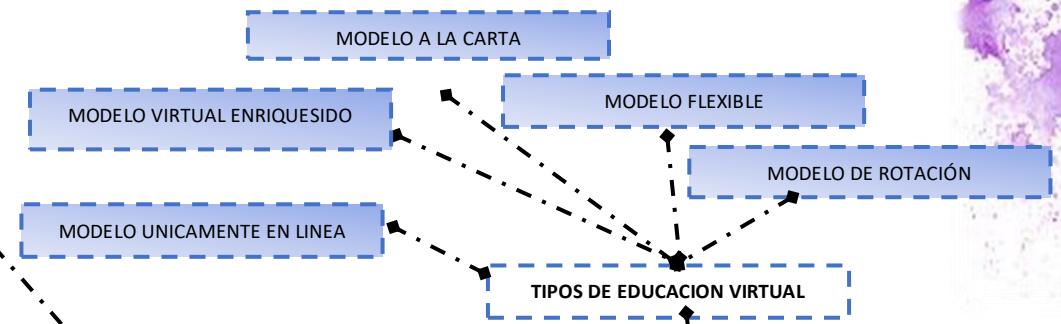 MODELO A LA CARTA
MODELO FLEXIBLE
MODELO VIRTUAL ENRIQUESIDO
MODELO DE ROTACIÓN
MODELO UNICAMENTE EN LINEA
TIPOS DE EDUCACION VIRTUAL